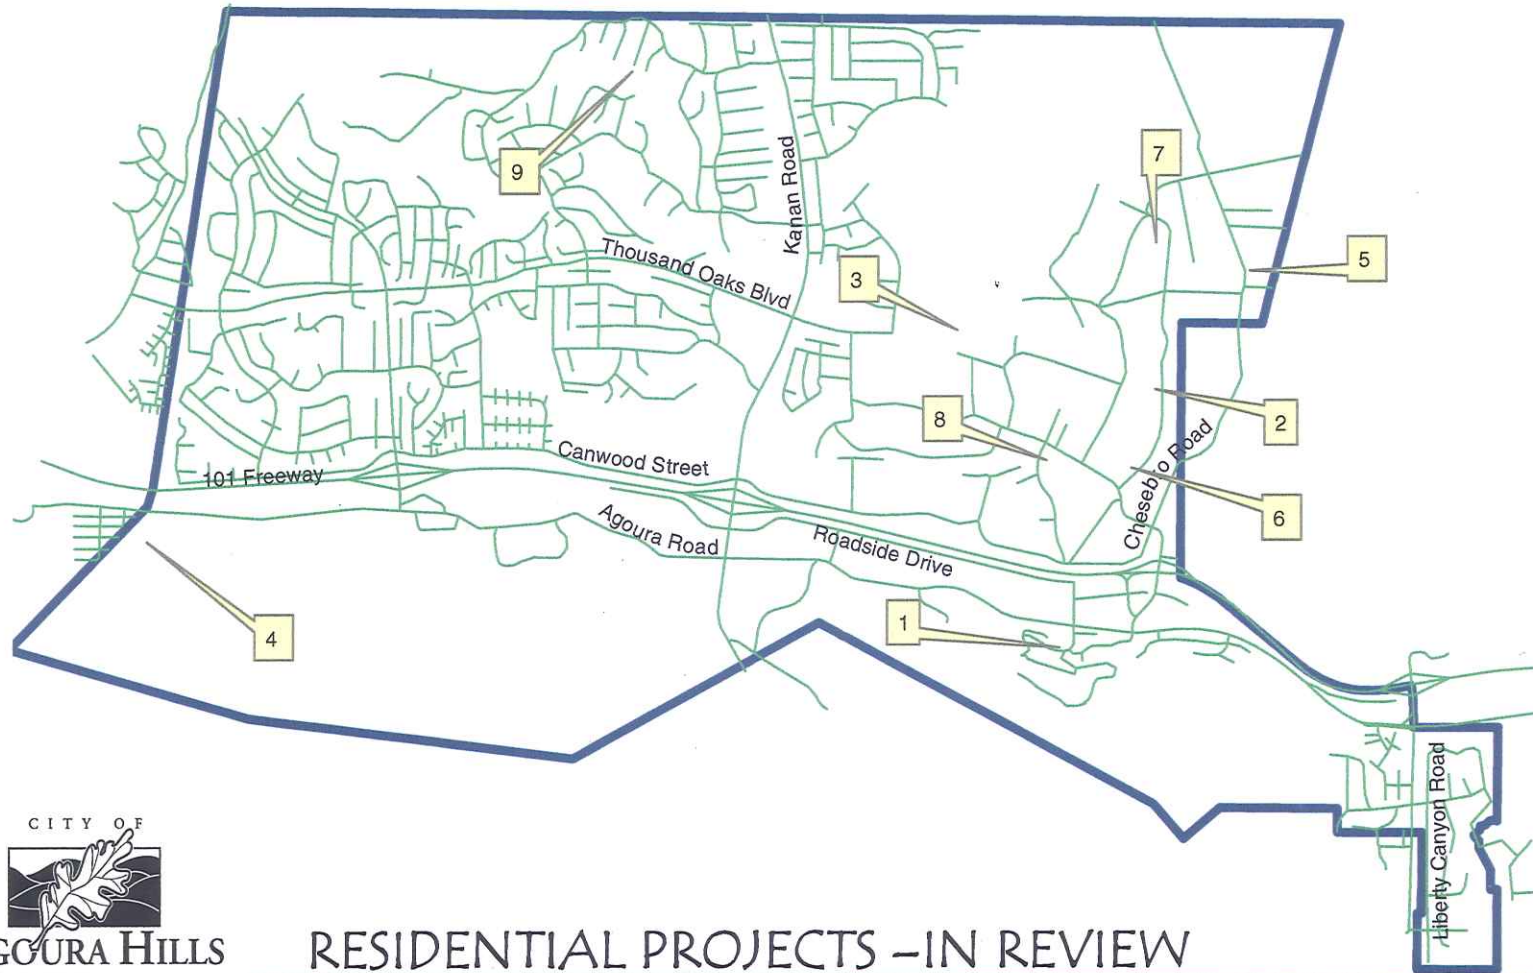 9
Kanan Road
7
5
3
Thousand Oaks Blvd
8
2
Chesebro Road
6
101 Freeway
Canwood Street
Agoura Road
Roadside Drive
1
4
Liberty Canyon Road
CITY OF
GOURA HILLS
RESIDENTIAL PROJECTS –IN REVIEW